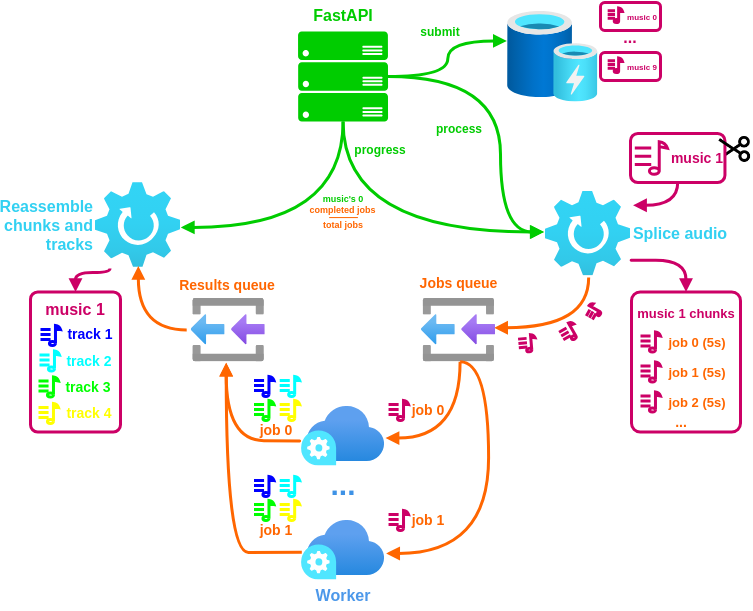 FastAPI
submit
music 0
...
music 9
process
progress
music 1
music's 0
completed jobs
total jobs
Reassemble
chunks and
tracks
Splice audio
Results queue
Jobs queue
music 1
track 1
track 2
track 3
track 4
music 1 chunks
job 0 (5s)
job 1 (5s)
job 2 (5s)
...
job 0
job 0
...
job 1
job 1
Worker